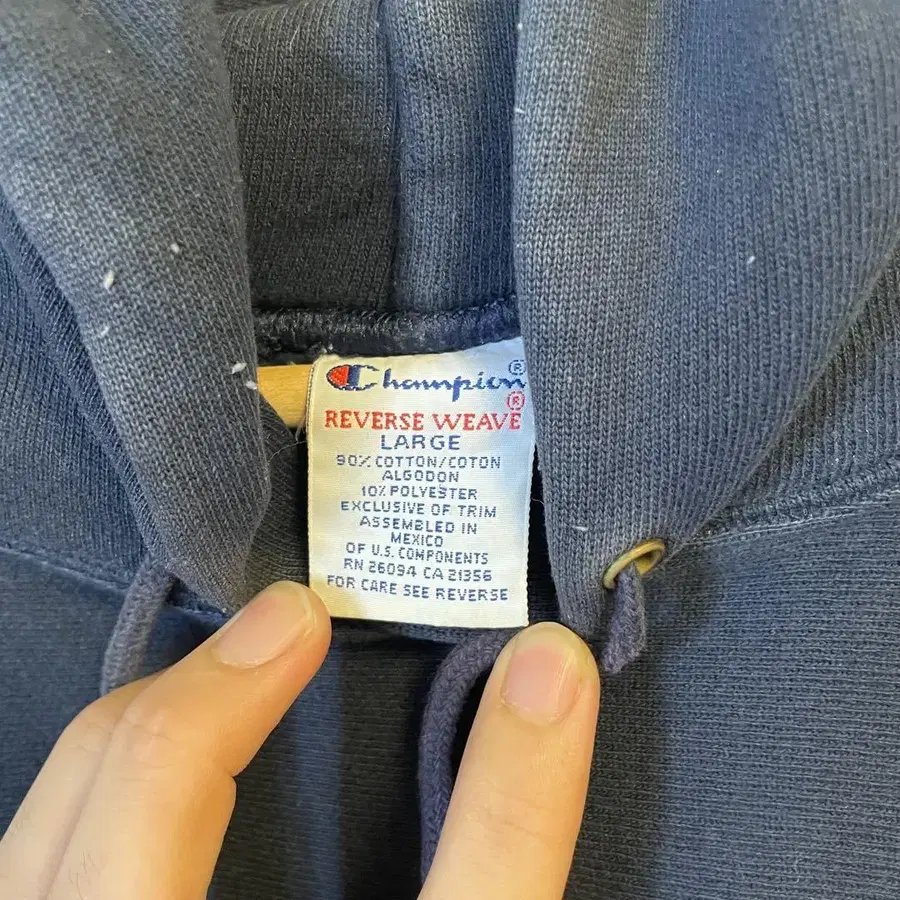 Champion®
REVERSE WEAVE®
LARGE
90% COTTON/COTON
ALGODON
10% POLYESTER
EXCLUSIVE OF TRIM
ASSEMBLED IN
MEXICO
OF U.S. COMPONENTS
RN 26094 CA 21356
FOR CARE SEE REVERSE